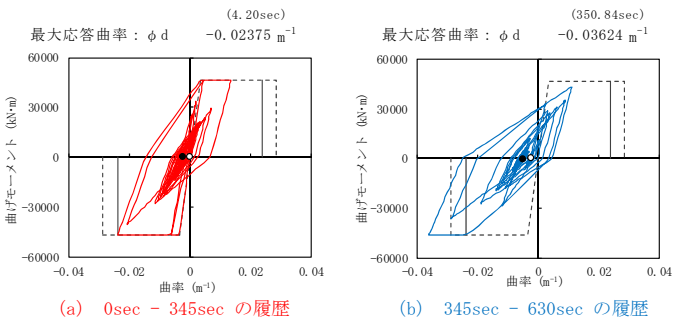 (4.20sec)
最大応答曲率：φd -0.02375 m⁻¹
60000
30000
0
-30000
-60000
曲げモーメント (kN·m)
-0.04 -0.02 0 0.02 0.04
曲率 (m⁻¹)
(a) 0sec - 345sec の履歴
(350.84sec)
最大応答曲率：φd -0.03624 m⁻¹
60000
30000
0
-30000
-60000
曲げモーメント (kN·m)
-0.04 -0.02 0 0.02 0.04
曲率 (m⁻¹)
(b) 345sec - 630sec の履歴